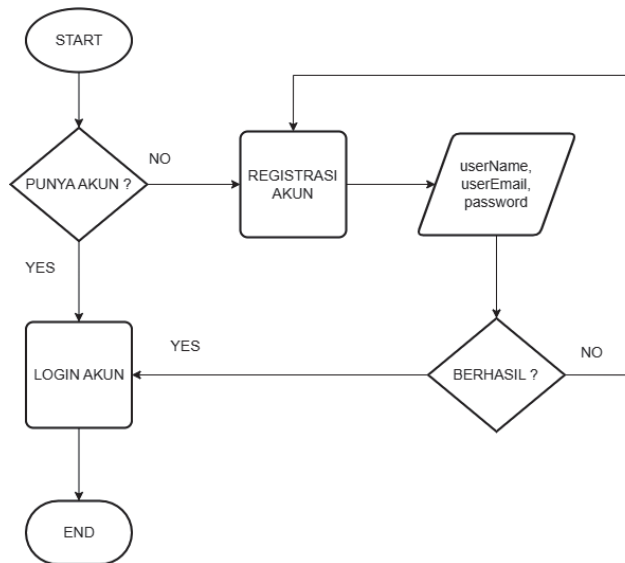 START
PUNYA AKUN ?
NO
REGISTRASI
AKUN
userName,
userEmail,
password
YES
LOGIN AKUN
YES
BERHASIL ?
NO
END